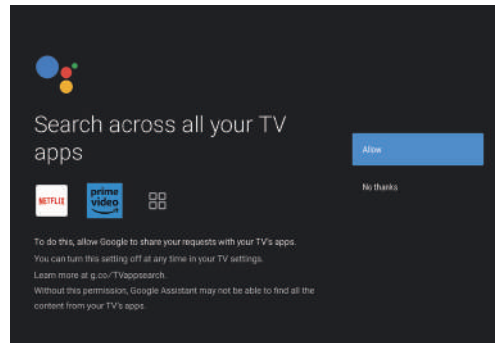 Search across all your TV
apps
Allow
No thanks
NETFLIX
prime
video
To do this, allow Google to share your requests with your TV's apps.
You can turn this setting off at any time in your TV settings.
Learn more at g.co/TVappsearch.
Without this permission, Google Assistant may not be able to find all the
content from your TV's apps.